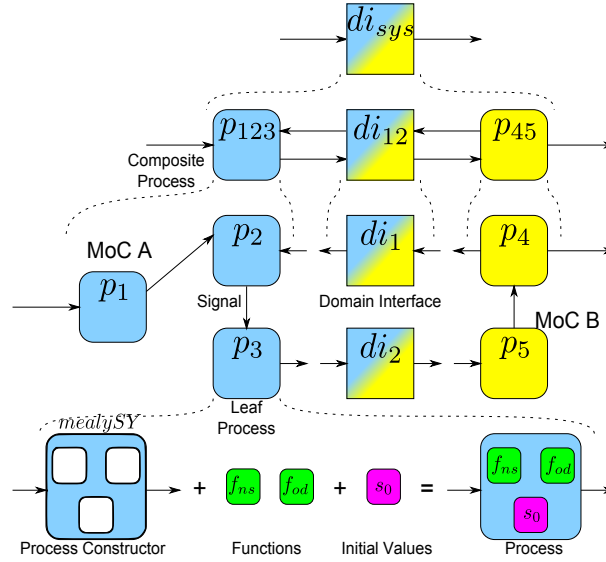 di_sys
p_123
di_12
p_45
Composite
Process
MoC A
p_1
p_2
di_1
p_4
Signal
Domain Interface
MoC B
p_3
di_2
p_5
Leaf
Process
mealySY
+
f_ns
f_od
+
s_0
=
f_ns
f_od
s_0
Process Constructor
Functions
Initial Values
Process